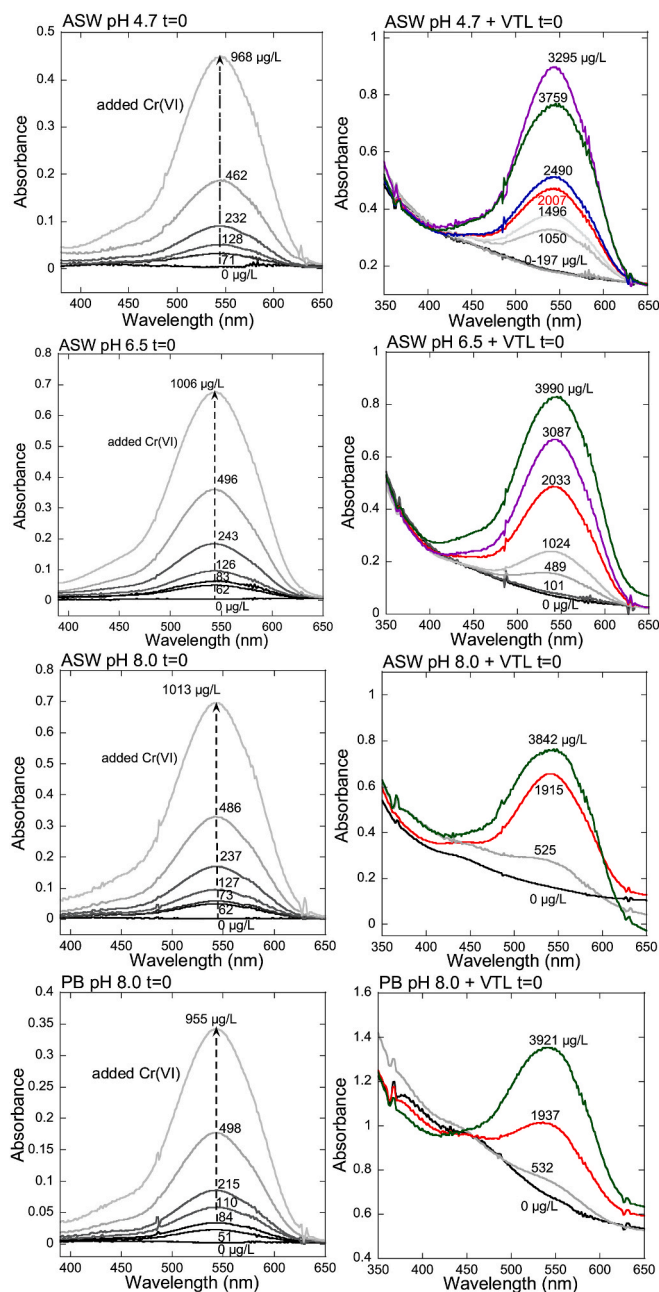 ASW pH 4.7 t=0
0.5
0.4
0.3
0.2
0.1
0
Absorbance
968 µg/L
added Cr(VI)
462
232
128
71
0 µg/L
400 450 500 550 600 650
Wavelength (nm)
ASW pH 4.7 + VTL t=0
1
0.8
0.6
0.4
0.2
Absorbance
3295 µg/L
3759
2490
2007
1496
1050
0-197 µg/L
350 400 450 500 550 600 650
Wavelength (nm)
ASW pH 6.5 t=0
0.8
0.7
0.6
0.5
0.4
0.3
0.2
0.1
0
Absorbance
1006 µg/L
added Cr(VI)
496
243
126
83
62
0 µg/L
400 450 500 550 600 650
Wavelength (nm)
ASW pH 6.5 + VTL t=0
1
0.8
0.6
0.4
0.2
0
Absorbance
3990 µg/L
3087
2033
1024
489
101
0 µg/L
350 400 450 500 550 600 650
Wavelength (nm)
ASW pH 8.0 t=0
0.8
0.7
0.6
0.5
0.4
0.3
0.2
0.1
0
Absorbance
1013 µg/L
added Cr(VI)
486
237
127
73
62
0 µg/L
400 450 500 550 600 650
Wavelength (nm)
ASW pH 8.0 + VTL t=0
1
0.8
0.6
0.4
0.2
0
Absorbance
3842 µg/L
1915
525
0 µg/L
350 400 450 500 550 600 650
Wavelength (nm)
PB pH 8.0 t=0
0.4
0.35
0.3
0.25
0.2
0.15
0.1
0.05
0
Absorbance
955 µg/L
added Cr(VI)
498
215
110
84
51
0 µg/L
400 450 500 550 600 650
Wavelength (nm)
PB pH 8.0 + VTL t=0
1.6
1.4
1.2
1
0.8
0.6
0.4
Absorbance
3921 µg/L
1937
532
0 µg/L
350 400 450 500 550 600 650
Wavelength (nm)